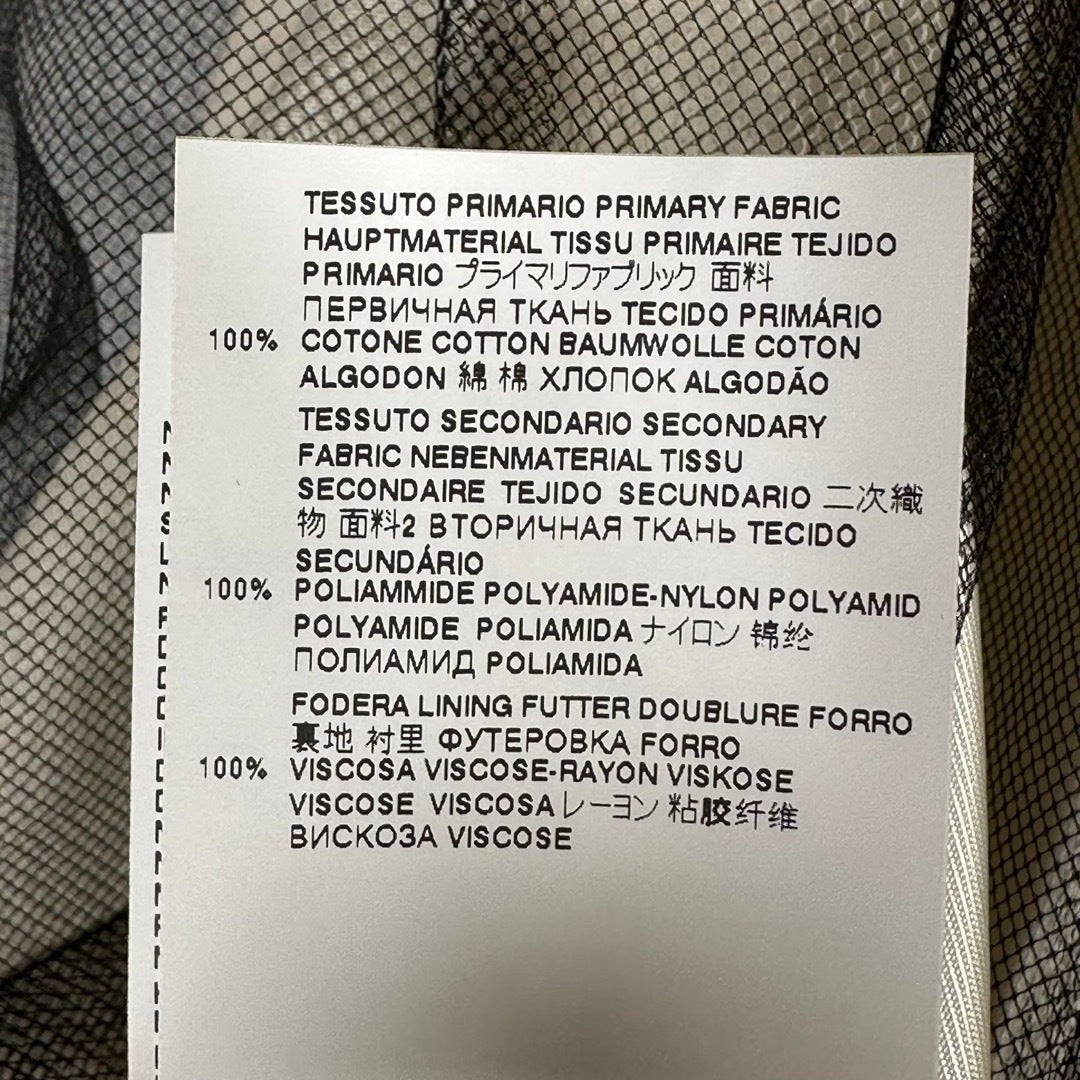 TESSUTO PRIMARIO PRIMARY FABRIC
HAUPTMATERIAL TISSU PRIMAIRE TEJIDO
PRIMARIO プライマリファブリック 面料
ПЕРВИЧНАЯ ТКАНЬ TECIDO PRIMÁRIO
100% COTONE COTTON BAUMWOLLE COTON
ALGODON 綿 棉 ХЛОПОК ALGODÃO
TESSUTO SECONDARIO SECONDARY
FABRIC NEBENMATERIAL TISSU
SECONDAIRE TEJIDO SECUNDARIO 二次織
物 面料2 ВТОРИЧНАЯ ТКАНЬ TECIDO
SECUNDÁRIO
100% POLIAMMIDE POLYAMIDE-NYLON POLYAMID
POLYAMIDE POLIAMIDA ナイロン 锦纶
ПОЛИАМИД POLIAMIDA
FODERA LINING FUTTER DOUBLURE FORRO
裏地 衬里 ФУТЕРОВКА FORRO
100% VISCOSA VISCOSE-RAYON VISKOSE
VISCOSE VISCOSA レーヨン 粘胶纤维
ВИСКОЗА VISCOSE